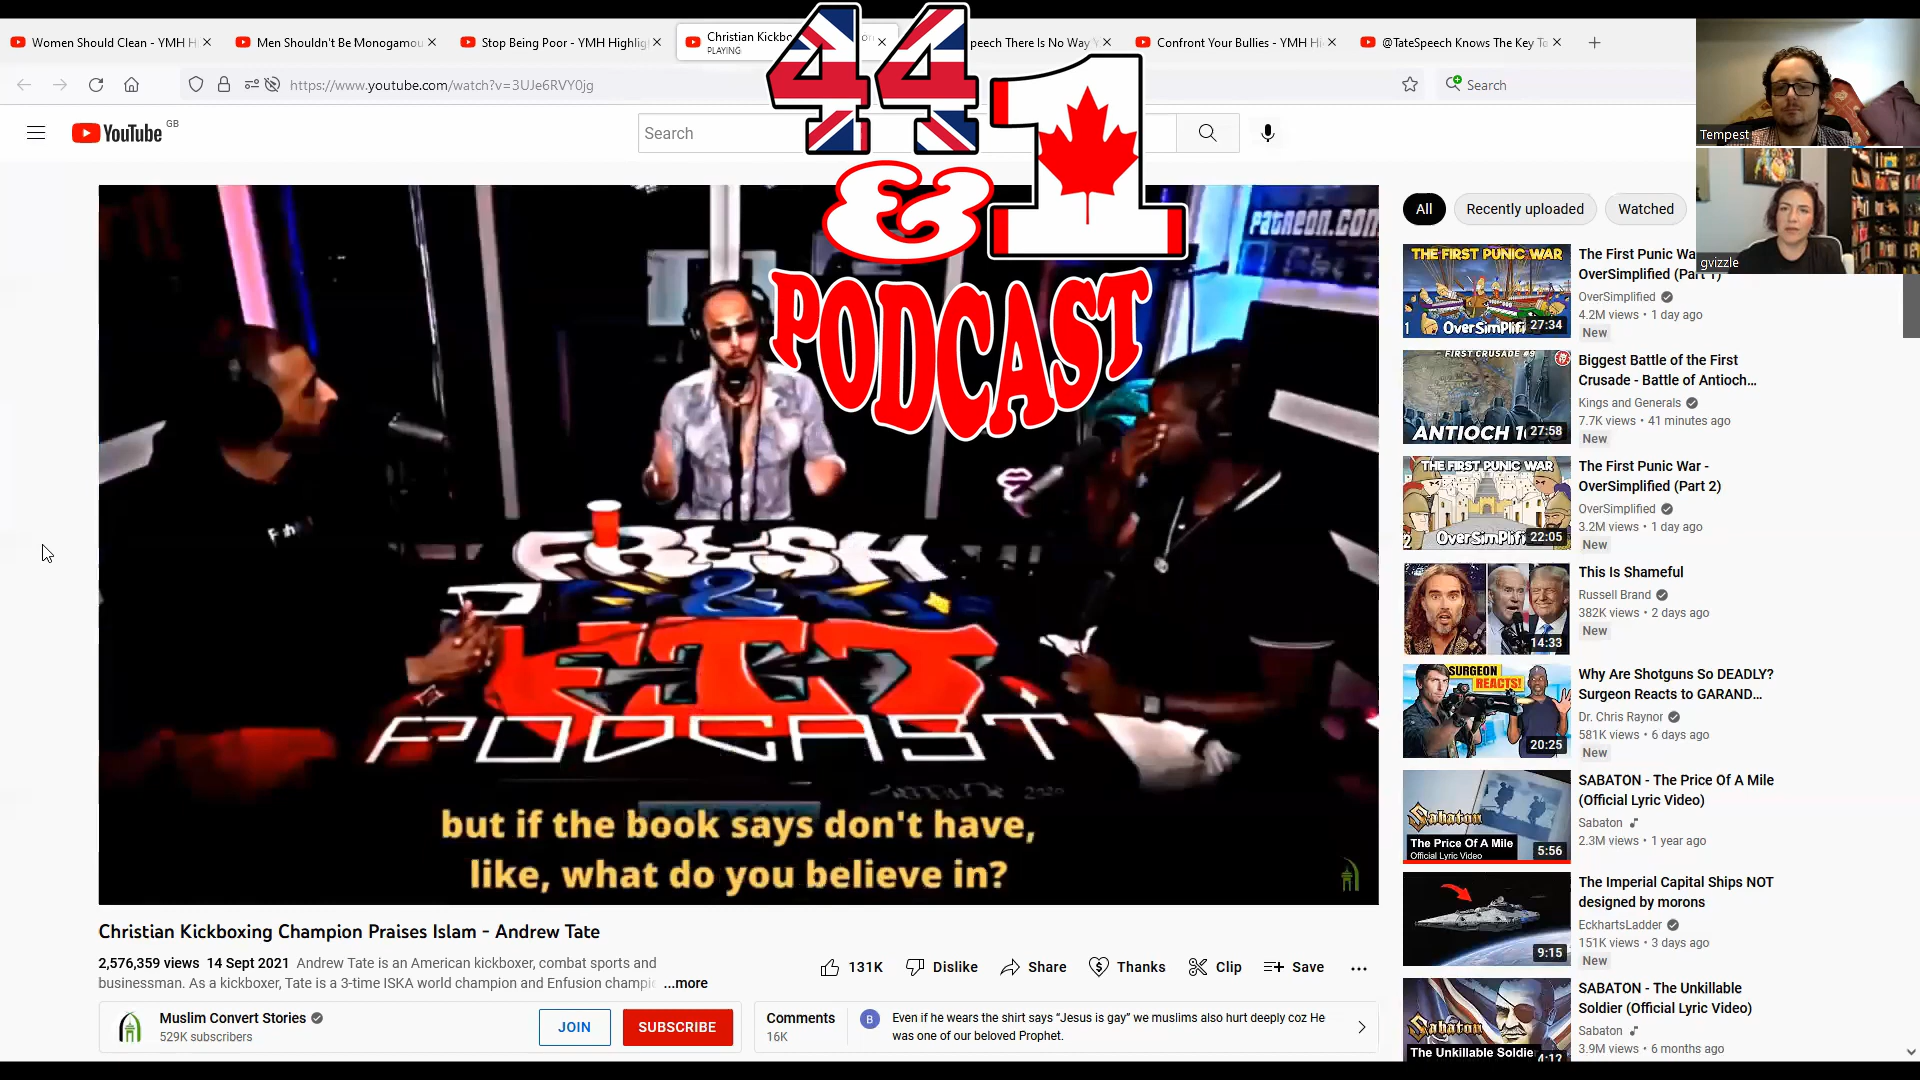 Women Should Clean - YMH H
Men Shouldn't Be Monogamou
Stop Being Poor - YMH Highlig
Christian Kickbo
PLAYING
peech There Is No Way
Confront Your Bullies - YMH Hi
@TateSpeech Knows The Key To
https://www.youtube.com/watch?v=3UJe6RVY0jg
Search
YouTube GB
Search
44
&1
PODCAST
Tempest
gvizzle
patreon.com
FRESH
&
FIT
PODCAST
2020
but if the book says don't have,
like, what do you believe in?
Christian Kickboxing Champion Praises Islam - Andrew Tate
2,576,359 views 14 Sept 2021 Andrew Tate is an American kickboxer, combat sports and
businessman. As a kickboxer, Tate is a 3-time ISKA world champion and Enfusion champi ...more
131K Dislike Share Thanks Clip Save
Muslim Convert Stories
529K subscribers
JOIN
SUBSCRIBE
Comments
16K
B
Even if he wears the shirt says “Jesus is gay” we muslims also hurt deeply coz He
was one of our beloved Prophet.
All Recently uploaded Watched
THE FIRST PUNIC WAR
1 OverSimplifi 27:34
The First Punic Wa
OverSimplified (Part 1)
OverSimplified
4.2M views • 1 day ago
New
FIRST CRUSADE #9
ANTIOCH 27:58
Biggest Battle of the First
Crusade - Battle of Antioch...
Kings and Generals
7.7K views • 41 minutes ago
New
THE FIRST PUNIC WAR
2 OverSimplif 22:05
The First Punic War -
OverSimplified (Part 2)
OverSimplified
3.2M views • 1 day ago
New
14:33
This Is Shameful
Russell Brand
382K views • 2 days ago
New
SURGEON
REACTS!
20:25
Why Are Shotguns So DEADLY?
Surgeon Reacts to GARAND...
Dr. Chris Raynor
581K views • 6 days ago
New
Sabaton
The Price Of A Mile
Official Lyric Video
5:56
SABATON - The Price Of A Mile
(Official Lyric Video)
Sabaton
2.3M views • 1 year ago
9:15
The Imperial Capital Ships NOT
designed by morons
EckhartsLadder
151K views • 3 days ago
New
Sabaton
The Unkillable Soldie 4:17
SABATON - The Unkillable
Soldier (Official Lyric Video)
Sabaton
3.9M views • 6 months ago